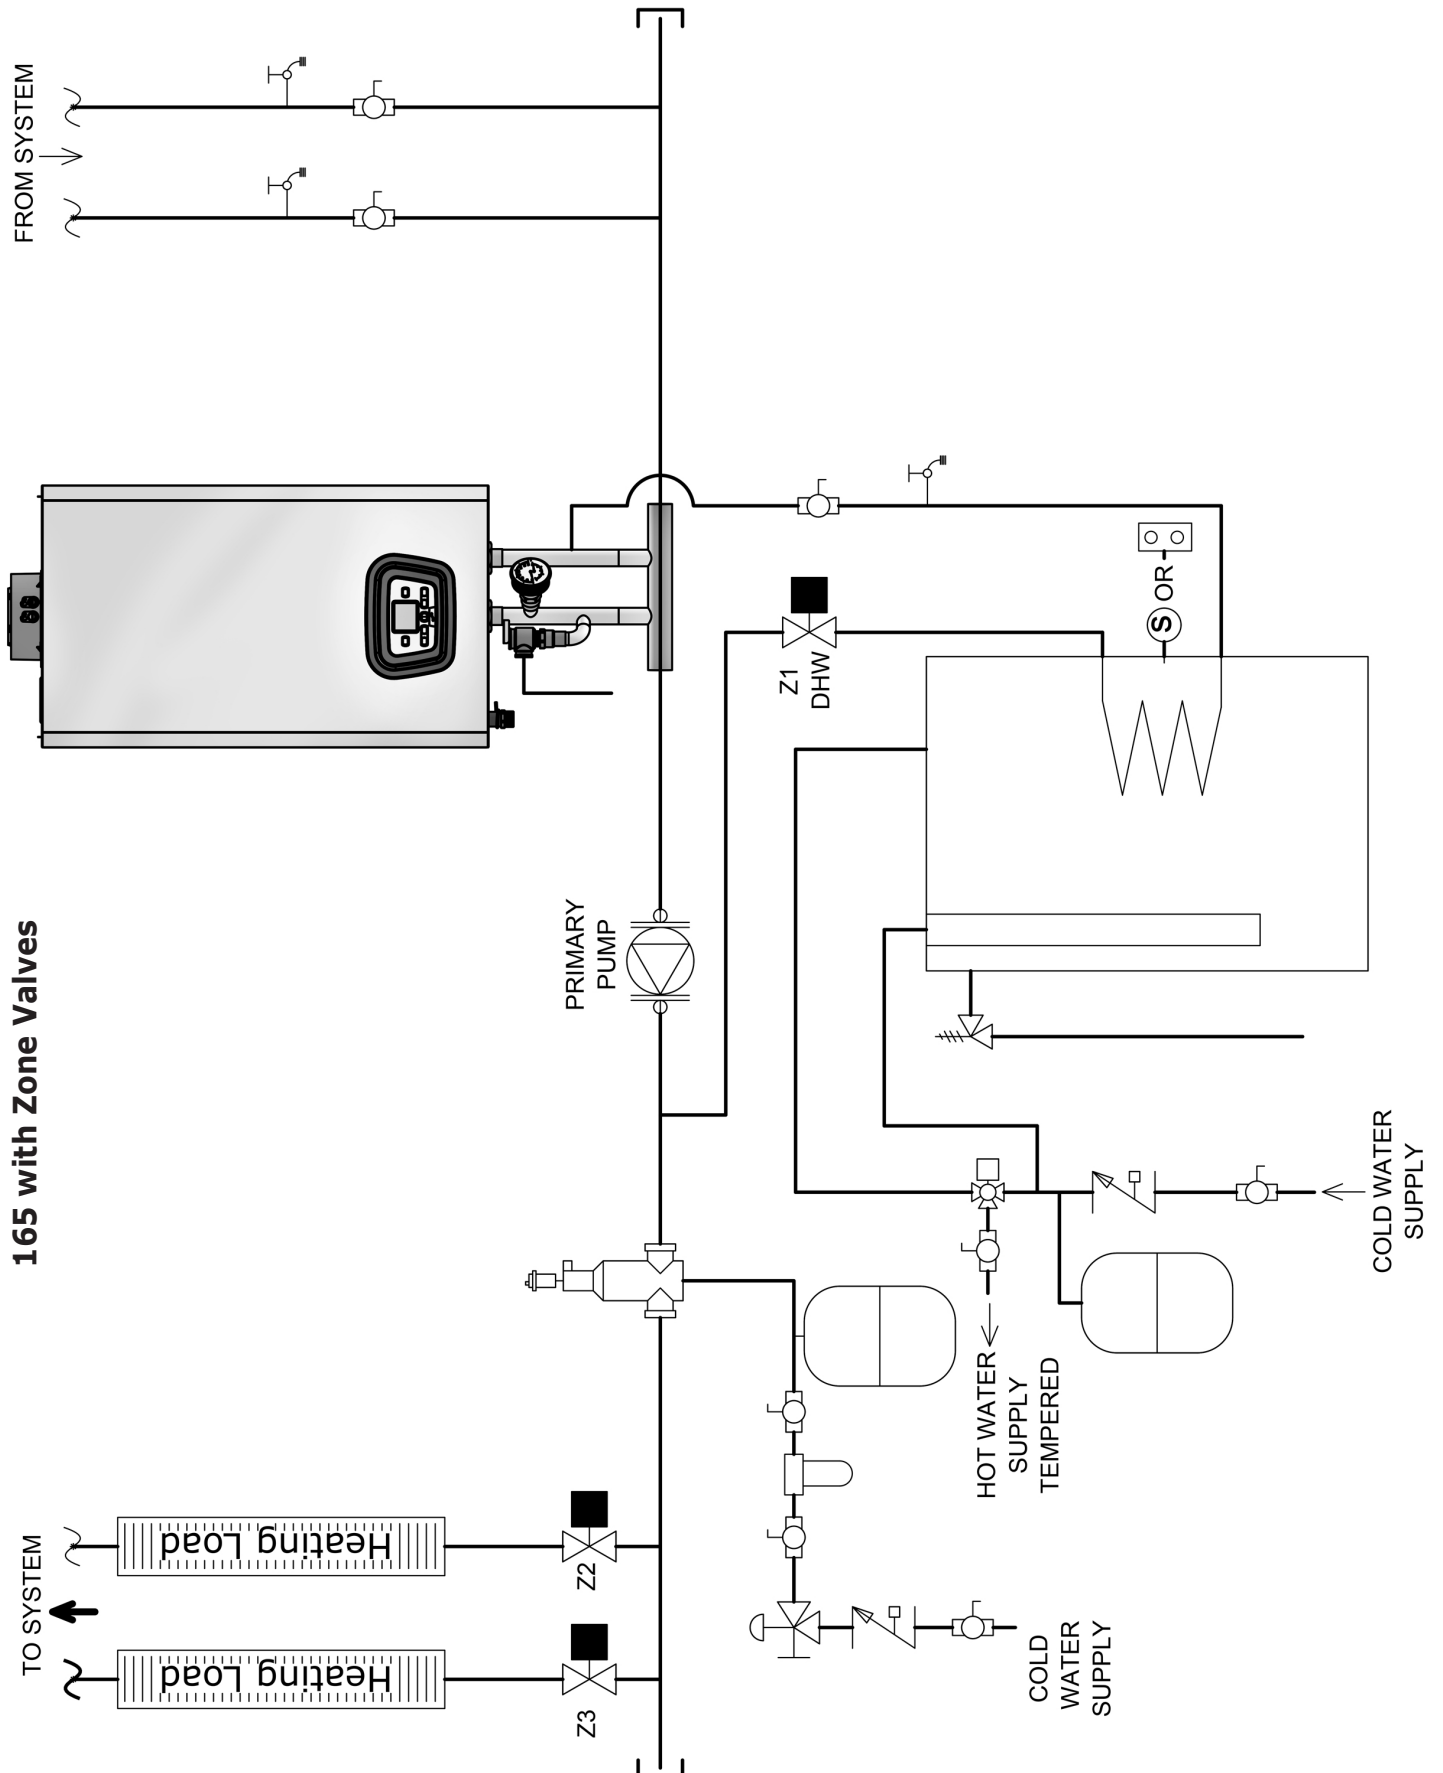 165 with Zone Valves
FROM SYSTEM
TO SYSTEM
Heating Load
Heating Load
Z2
Z3
PRIMARY
PUMP
Z1
DHW
S
OR
HOT WATER
SUPPLY
TEMPERED
COLD WATER
SUPPLY
COLD
WATER
SUPPLY